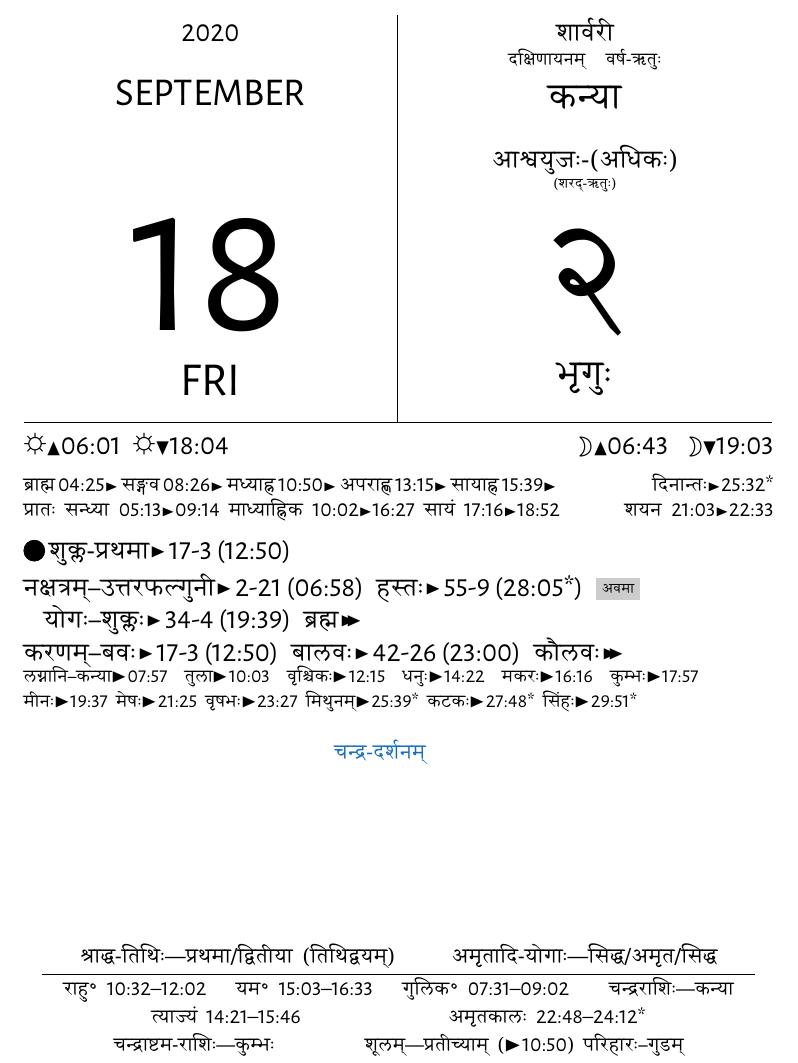 2020
SEPTEMBER
18
FRI
शार्वरी
दक्षिणायनम् वर्ष-ऋतुः
कन्या
आश्वयुजः-(अधिकः)
(शरद्-ऋतुः)
२
भृगुः
☼▲06:01 ☼▼18:04 ☽▲06:43 ☽▼19:03
ब्राह्म 04:25► सङ्गव 08:26► मध्याह्न 10:50► अपराह्ण 13:15► सायाह्न 15:39► दिनान्तः►25:32*
प्रातः सन्ध्या 05:13►09:14 माध्याह्निक 10:02►16:27 सायं 17:16►18:52 शयन 21:03►22:33
●शुक्ल-प्रथमा►17-3 (12:50)
नक्षत्रम्–उत्तरफल्गुनी►2-21 (06:58) हस्तः►55-9 (28:05*) अवमा
योगः–शुक्लः►34-4 (19:39) ब्रह्म►►
करणम्–बवः►17-3 (12:50) बालवः►42-26 (23:00) कौलवः►►
लग्नानि–कन्या►07:57 तुला►10:03 वृश्चिकः►12:15 धनुः►14:22 मकरः►16:16 कुम्भः►17:57
मीनः►19:37 मेषः►21:25 वृषभः►23:27 मिथुनम्►25:39* कटकः►27:48* सिंहः►29:51*
चन्द्र-दर्शनम्
श्राद्ध-तिथिः—प्रथमा/द्वितीया (तिथिद्वयम्) अमृतादि-योगाः—सिद्ध/अमृत/सिद्ध
राहु° 10:32–12:02 यम° 15:03–16:33 गुलिक° 07:31–09:02 चन्द्रराशिः—कन्या
त्याज्यं 14:21–15:46 अमृतकालः 22:48–24:12*
चन्द्राष्टम-राशिः—कुम्भः शूलम्—प्रतीच्याम् (►10:50) परिहारः–गुडम्